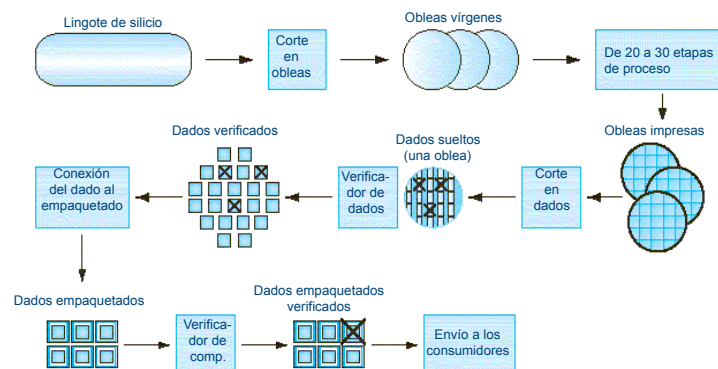 Lingote de silicio
Corte
en
obleas
Obleas vírgenes
De 20 a 30 etapas
de proceso
Obleas impresas
Corte
en
dados
Dados sueltos
(una oblea)
Verifica-
dor de
dados
Dados verificados
Conexión
del dado al
empaquetado
Dados empaquetados
Verifica-
dor de
comp.
Dados empaquetados
verificados
Envío a los
consumidores